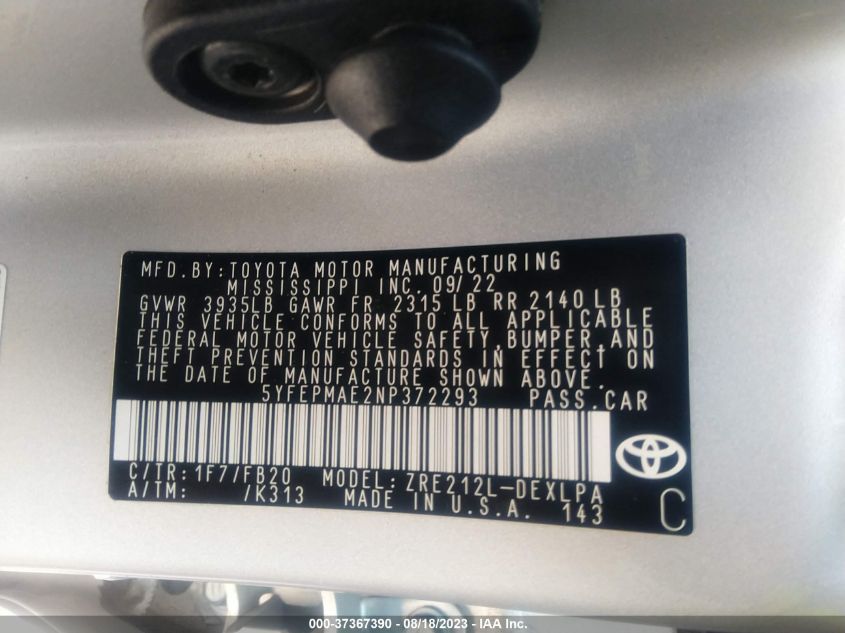 MFD. BY: TOYOTA MOTOR MANUFACTURING
MISSISSIPPI INC. 09/22
GVWR 3935LB GAWR FR 2315 LB RR 2140 LB
THIS VEHICLE CONFORMS TO ALL APPLICABLE
FEDERAL MOTOR VEHICLE SAFETY, BUMPER, AND
THEFT PREVENTION STANDARDS IN EFFECT ON
THE DATE OF MANUFACTURE SHOWN ABOVE.
5YFEPMAE2NP372293 PASS. CAR
C/TR: 1F7/FB20 MODEL: ZRE212L-DEXLPA
A/TM: /K313 MADE IN U.S.A. 143 C
000-37367390 - 08/18/2023 - IAA Inc.